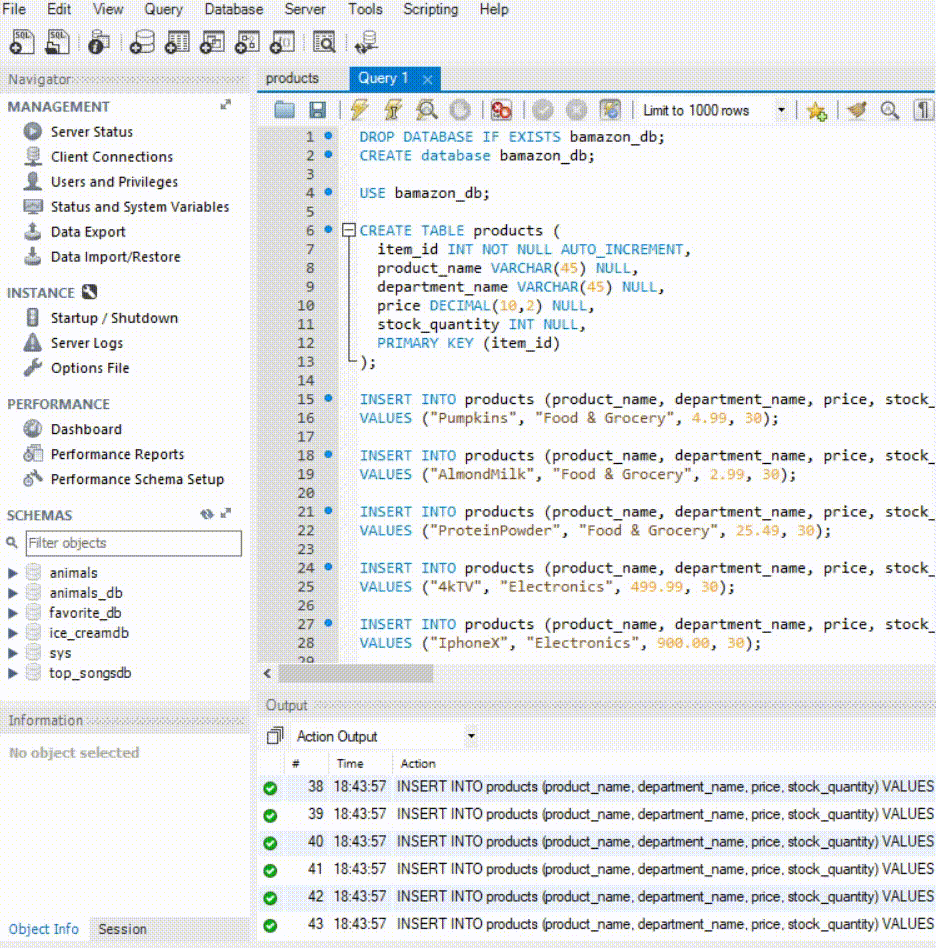 File Edit View Query Database Server Tools Scripting Help
Navigator
MANAGEMENT
Server Status
Client Connections
Users and Privileges
Status and System Variables
Data Export
Data Import/Restore
INSTANCE
Startup / Shutdown
Server Logs
Options File
PERFORMANCE
Dashboard
Performance Reports
Performance Schema Setup
SCHEMAS
Filter objects
animals
animals_db
favorite_db
ice_creamdb
sys
top_songsdb
Information
No object selected
Object Info Session
products Query 1
Limit to 1000 rows
1 DROP DATABASE IF EXISTS bamazon_db;
2 CREATE database bamazon_db;
3
4 USE bamazon_db;
5
6 CREATE TABLE products (
7 item_id INT NOT NULL AUTO_INCREMENT,
8 product_name VARCHAR(45) NULL,
9 department_name VARCHAR(45) NULL,
10 price DECIMAL(10,2) NULL,
11 stock_quantity INT NULL,
12 PRIMARY KEY (item_id)
13 );
14
15 INSERT INTO products (product_name, department_name, price, stock_
16 VALUES ("Pumpkins", "Food & Grocery", 4.99, 30);
17
18 INSERT INTO products (product_name, department_name, price, stock_
19 VALUES ("AlmondMilk", "Food & Grocery", 2.99, 30);
20
21 INSERT INTO products (product_name, department_name, price, stock_
22 VALUES ("ProteinPowder", "Food & Grocery", 25.49, 30);
23
24 INSERT INTO products (product_name, department_name, price, stock_
25 VALUES ("4kTV", "Electronics", 499.99, 30);
26
27 INSERT INTO products (product_name, department_name, price, stock_
28 VALUES ("IphoneX", "Electronics", 900.00, 30);
29
Output
Action Output
# Time Action
38 18:43:57 INSERT INTO products (product_name, department_name, price, stock_quantity) VALUES
39 18:43:57 INSERT INTO products (product_name, department_name, price, stock_quantity) VALUES
40 18:43:57 INSERT INTO products (product_name, department_name, price, stock_quantity) VALUES
41 18:43:57 INSERT INTO products (product_name, department_name, price, stock_quantity) VALUES
42 18:43:57 INSERT INTO products (product_name, department_name, price, stock_quantity) VALUES
43 18:43:57 INSERT INTO products (product_name, department_name, price, stock_quantity) VALUES